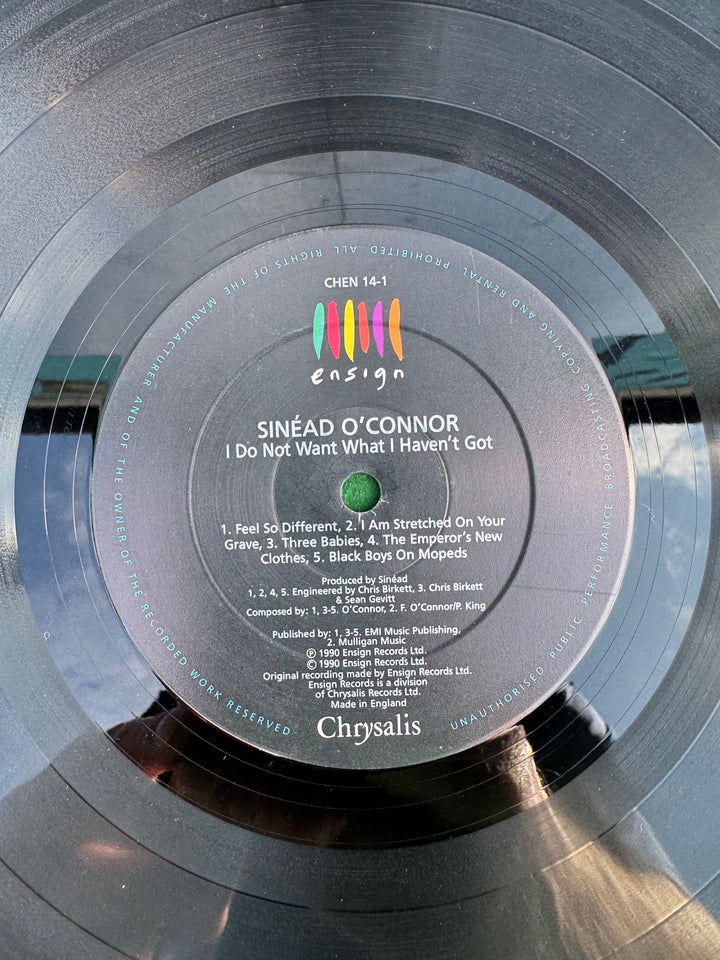 CHEN 14-1
ensign
SINÉAD O'CONNOR
I Do Not Want What I Haven't Got
1. Feel So Different, 2. I Am Stretched On Your
Grave, 3. Three Babies, 4. The Emperor's New
Clothes, 5. Black Boys On Mopeds
Produced by Sinéad
1, 2, 4, 5. Engineered by Chris Birkett, 3. Chris Birkett
& Sean Gevitt
Composed by: 1, 3-5. O'Connor, 2. F. O'Connor/P. King
Published by: 1, 3-5. EMI Music Publishing,
2. Mulligan Music
℗ 1990 Ensign Records Ltd.
© 1990 Ensign Records Ltd.
Original recording made by Ensign Records Ltd.
Ensign Records is a division
of Chrysalis Records Ltd.
Made in England
Chrysalis
ALL RIGHTS OF THE MANUFACTURER AND OF THE OWNER OF THE RECORDED WORK RESERVED
UNAUTHORISED PUBLIC PERFORMANCE BROADCASTING COPYING AND RENTAL PROHIBITED